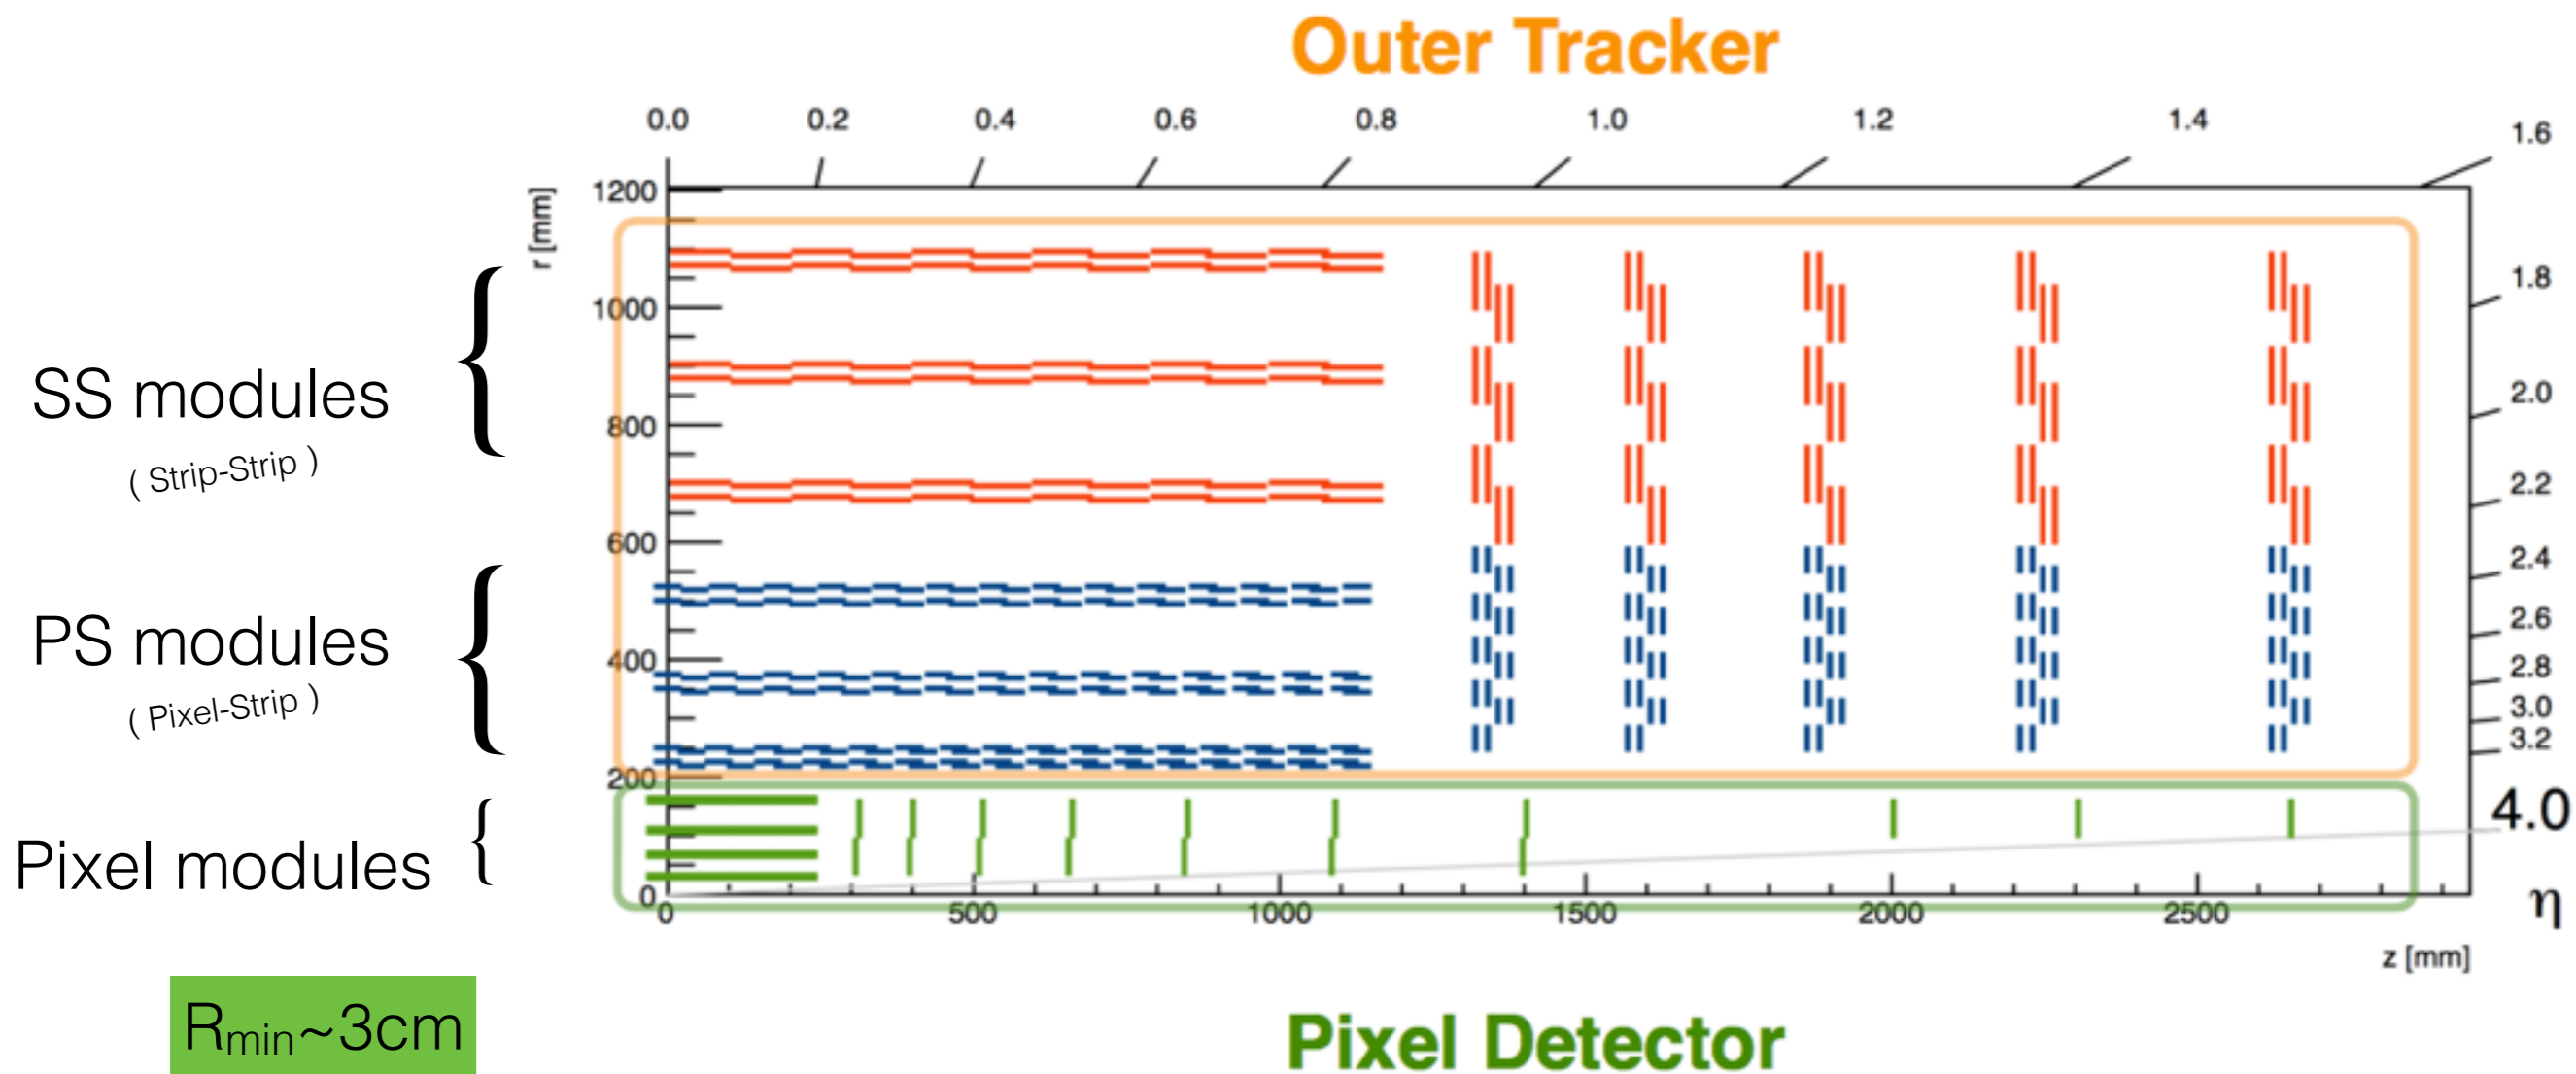 Outer Tracker
0.0 0.2 0.4 0.6 0.8 1.0 1.2 1.4 1.6
r [mm]
1200
1000
800
600
400
200
0
SS modules
( Strip-Strip )
PS modules
( Pixel-Strip )
Pixel modules
1.8
2.0
2.2
2.4
2.6
2.8
3.0
3.2
4.0
η
0 500 1000 1500 2000 2500
z [mm]
Rmin~3cm
Pixel Detector